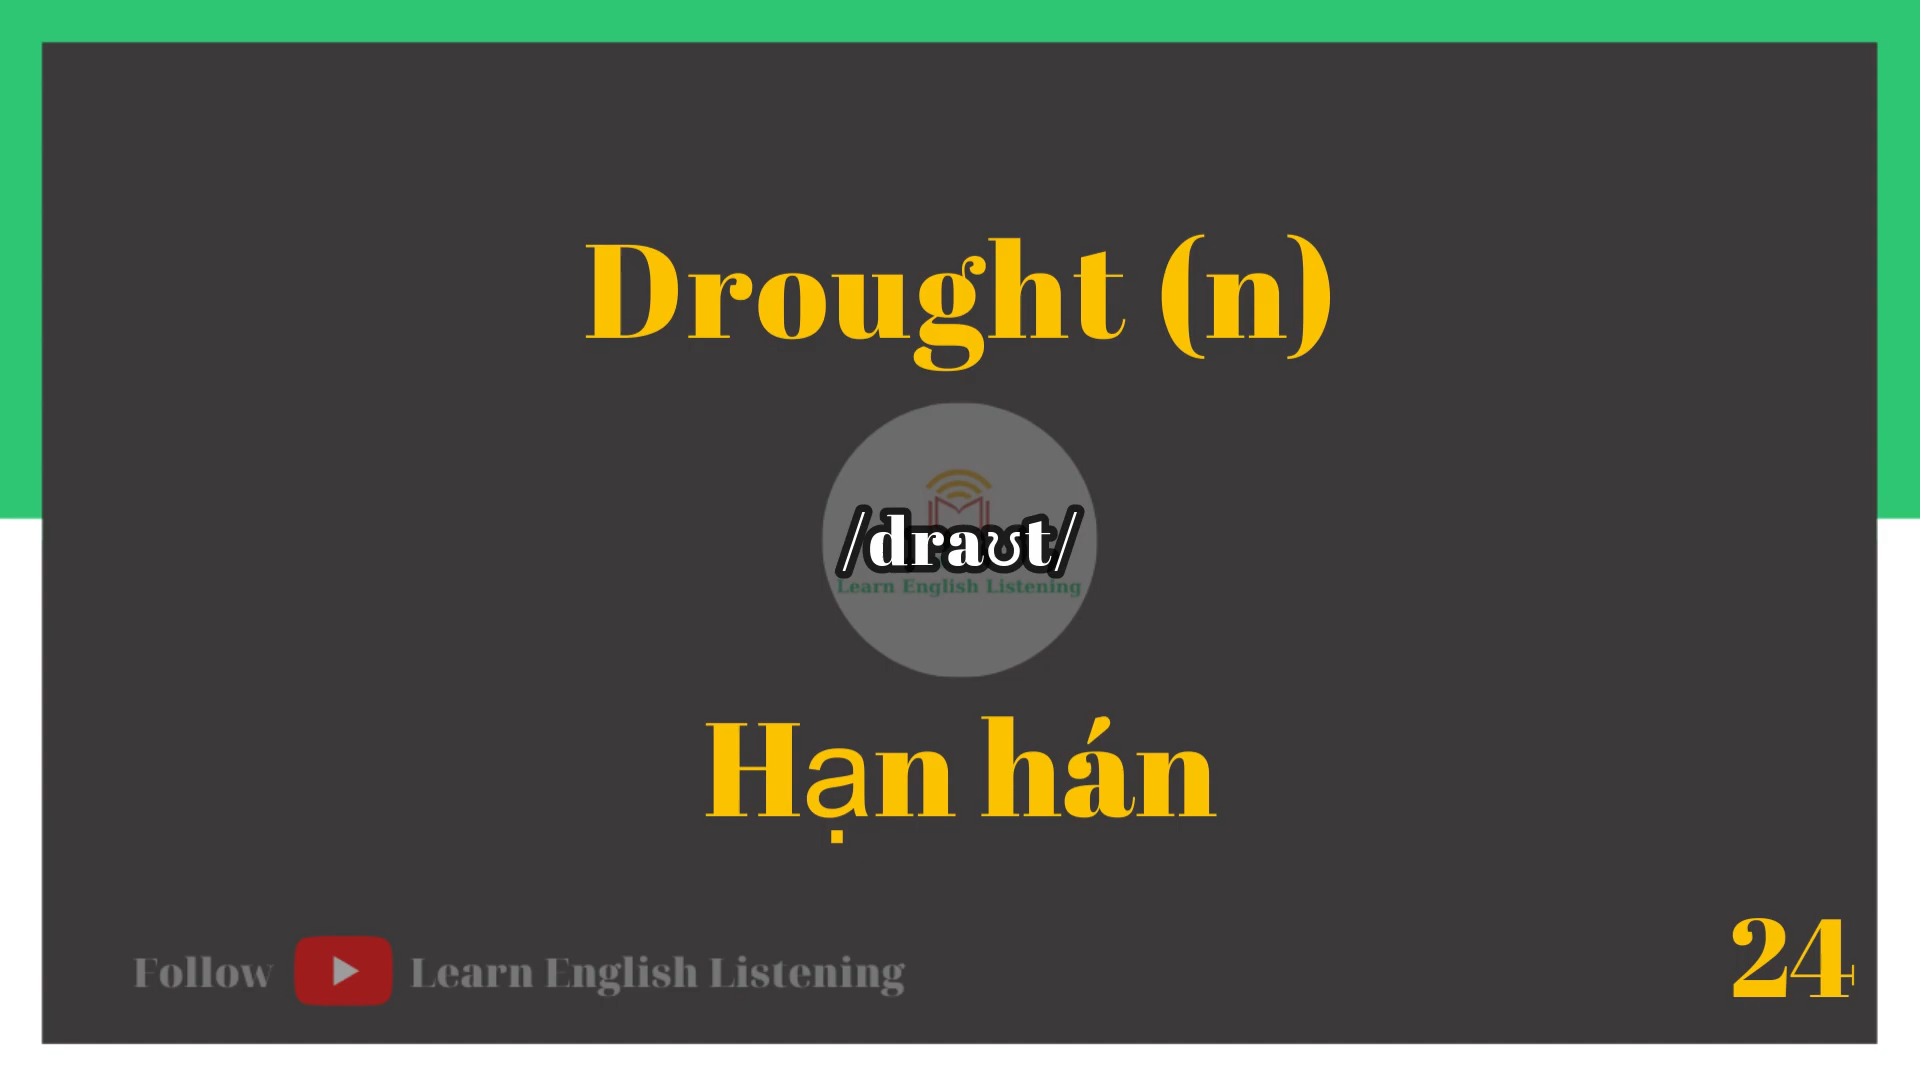 Drought (n)
/draʊt/
Learn English Listening
Hạn hán
Follow Learn English Listening
24